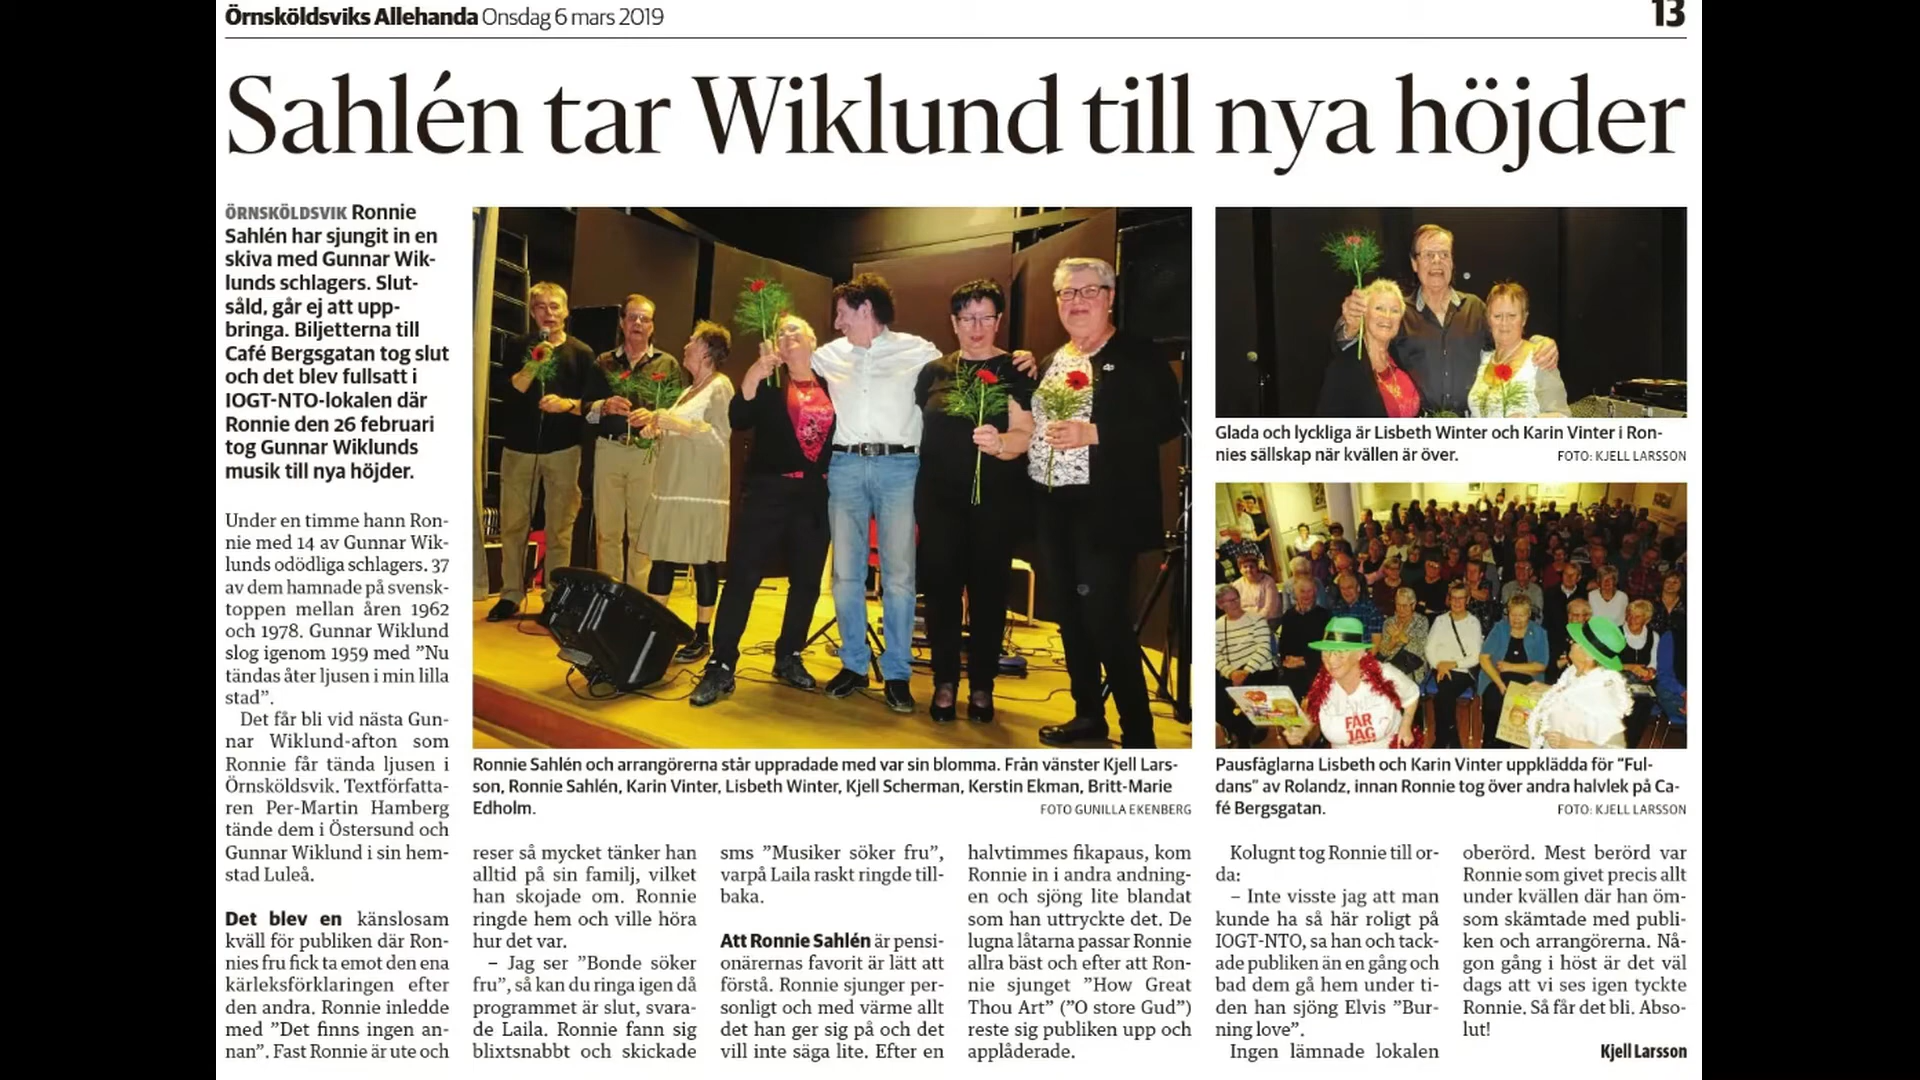 Örnsköldsviks Allehanda Onsdag 6 mars 2019
13
Sahlén tar Wiklund till nya höjder
ÖRNSKÖLDSVIK Ronnie
Sahlén har sjungit in en
skiva med Gunnar Wik-
lunds schlagers. Slut-
såld, går ej att upp-
bringa. Biljetterna till
Café Bergsgatan tog slut
och det blev fullsatt i
IOGT-NTO-lokalen där
Ronnie den 26 februari
tog Gunnar Wiklunds
musik till nya höjder.
Under en timme hann Ron-
nie med 14 av Gunnar Wik-
lunds odödliga schlagers. 37
av dem hamnade på svensk-
toppen mellan åren 1962
och 1978. Gunnar Wiklund
slog igenom 1959 med ”Nu
tändas åter ljusen i min lilla
stad”.
Det får bli vid nästa Gun-
nar Wiklund-afton som
Ronnie får tända ljusen i
Örnsköldsvik. Textförfatta-
ren Per-Martin Hamberg
tände dem i Östersund och
Gunnar Wiklund i sin hem-
stad Luleå.
Det blev en känslosam
kväll för publiken där Ron-
nies fru fick ta emot den ena
kärleksförklaringen efter
den andra. Ronnie inledde
med ”Det finns ingen an-
nan”. Fast Ronnie är ute och
Ronnie Sahlén och arrangörerna står uppradade med var sin blomma. Från vänster Kjell Lars-
son, Ronnie Sahlén, Karin Vinter, Lisbeth Winter, Kjell Scherman, Kerstin Ekman, Britt-Marie
Edholm.
FOTO GUNILLA EKENBERG
reser så mycket tänker han
alltid på sin familj, vilket
han skojade om. Ronnie
ringde hem och ville höra
hur det var.
– Jag ser ”Bonde söker
fru”, så kan du ringa igen då
programmet är slut, svara-
de Laila. Ronnie fann sig
blixtsnabbt och skickade
sms ”Musiker söker fru”,
varpå Laila raskt ringde till-
baka.
Att Ronnie Sahlén är pensi-
onärernas favorit är lätt att
förstå. Ronnie sjunger per-
sonligt och med värme allt
det han ger sig på och det
vill inte säga lite. Efter en
halvtimmes fikapaus, kom
Ronnie in i andra andning-
en och sjöng lite blandat
som han uttryckte det. De
lugna låtarna passar Ronnie
allra bäst och efter att Ron-
nie sjunget ”How Great
Thou Art” (”O store Gud”)
reste sig publiken upp och
applåderade.
Glada och lyckliga är Lisbeth Winter och Karin Vinter i Ron-
nies sällskap när kvällen är över.
FOTO: KJELL LARSSON
FAR
JAG
Pausfåglarna Lisbeth och Karin Vinter uppklädda för ”Ful-
dans” av Rolandz, innan Ronnie tog över andra halvlek på Ca-
fé Bergsgatan.
FOTO: KJELL LARSSON
Kolugnt tog Ronnie till or-
da:
– Inte visste jag att man
kunde ha så här roligt på
IOGT-NTO, sa han och tack-
ade publiken än en gång och
bad dem gå hem under ti-
den han sjöng Elvis ”Bur-
ning love”.
Ingen lämnade lokalen
oberörd. Mest berörd var
Ronnie som givet precis allt
under kvällen där han öm-
som skämtade med publi-
ken och arrangörerna. Nå-
gon gång i höst är det väl
dags att vi ses igen tyckte
Ronnie. Så får det bli. Abso-
lut!
Kjell Larsson